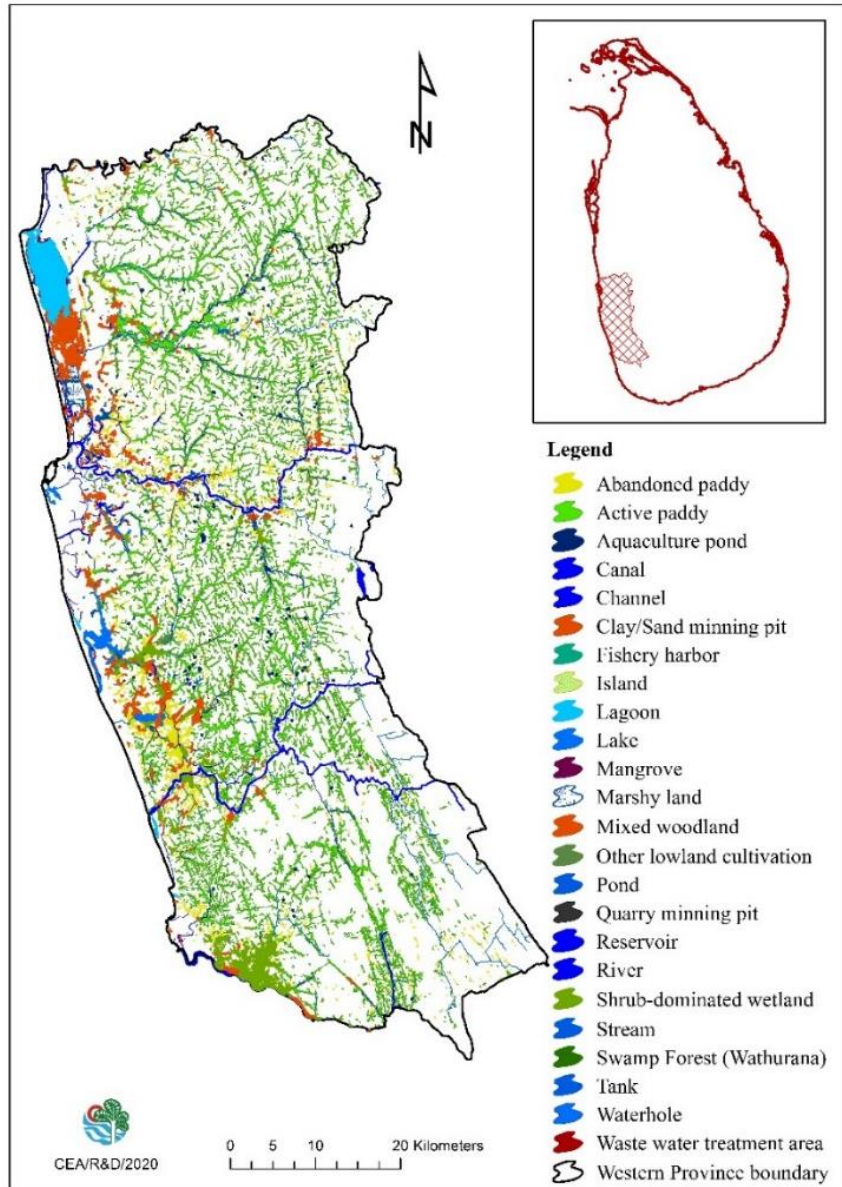 N
Legend
Abandoned paddy
Active paddy
Aquaculture pond
Canal
Channel
Clay/Sand minning pit
Fishery harbor
Island
Lagoon
Lake
Mangrove
Marshy land
Mixed woodland
Other lowland cultivation
Pond
Quarry minning pit
Reservoir
River
Shrub-dominated wetland
Stream
Swamp Forest (Wathurana)
Tank
Waterhole
Waste water treatment area
Western Province boundary
CEA/R&D/2020
0 5 10 20 Kilometers